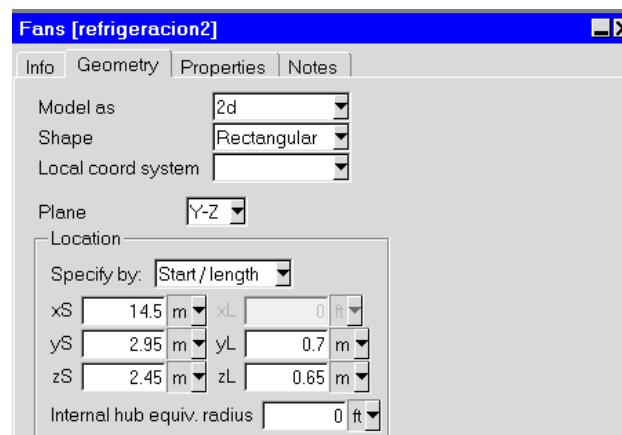 Fans [refrigeracion2]
Info Geometry Properties Notes
Model as 2d
Shape Rectangular
Local coord system
Plane Y-Z
Location
Specify by: Start / length
xS 14.5 m xL 0 ft
yS 2.95 m yL 0.7 m
zS 2.45 m zL 0.65 m
Internal hub equiv. radius 0 ft